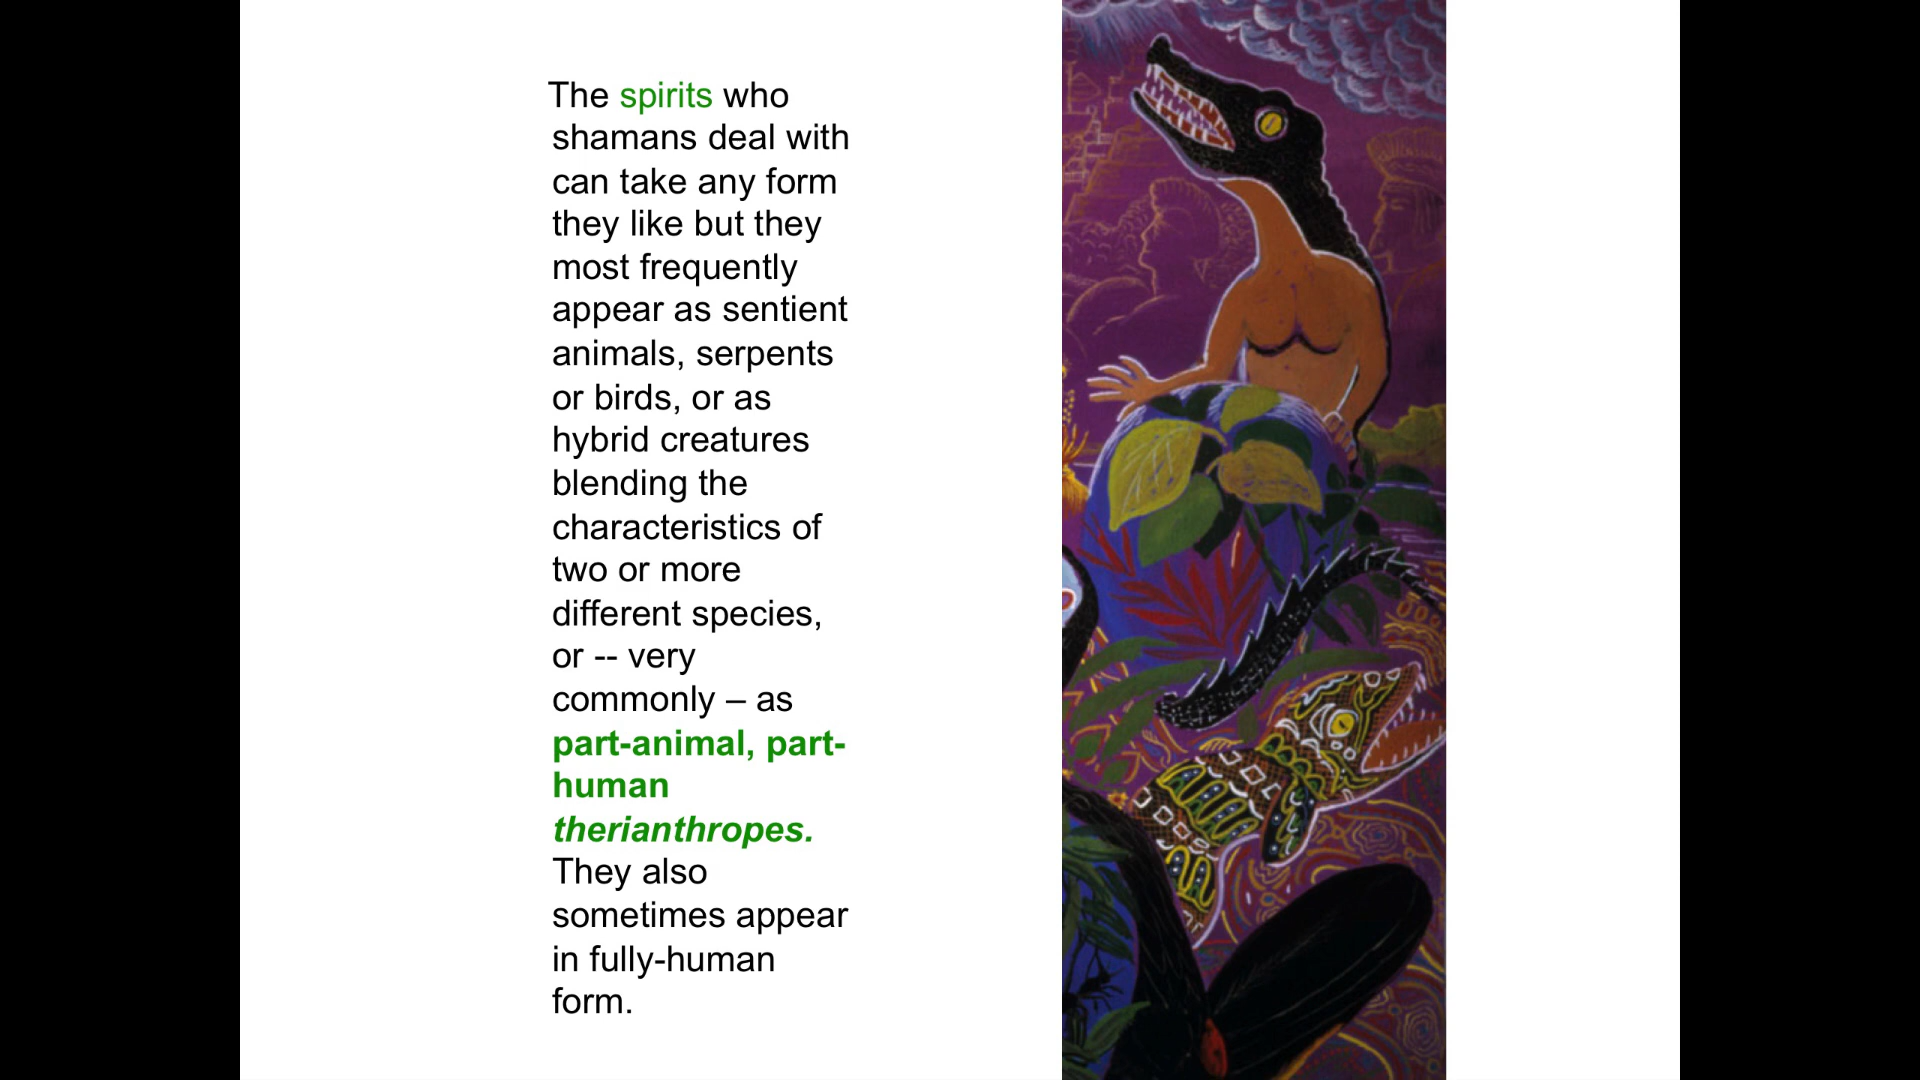 The spirits who
shamans deal with
can take any form
they like but they
most frequently
appear as sentient
animals, serpents
or birds, or as
hybrid creatures
blending the
characteristics of
two or more
different species,
or -- very
commonly – as
part-animal, part-
human
therianthropes.
They also
sometimes appear
in fully-human
form.